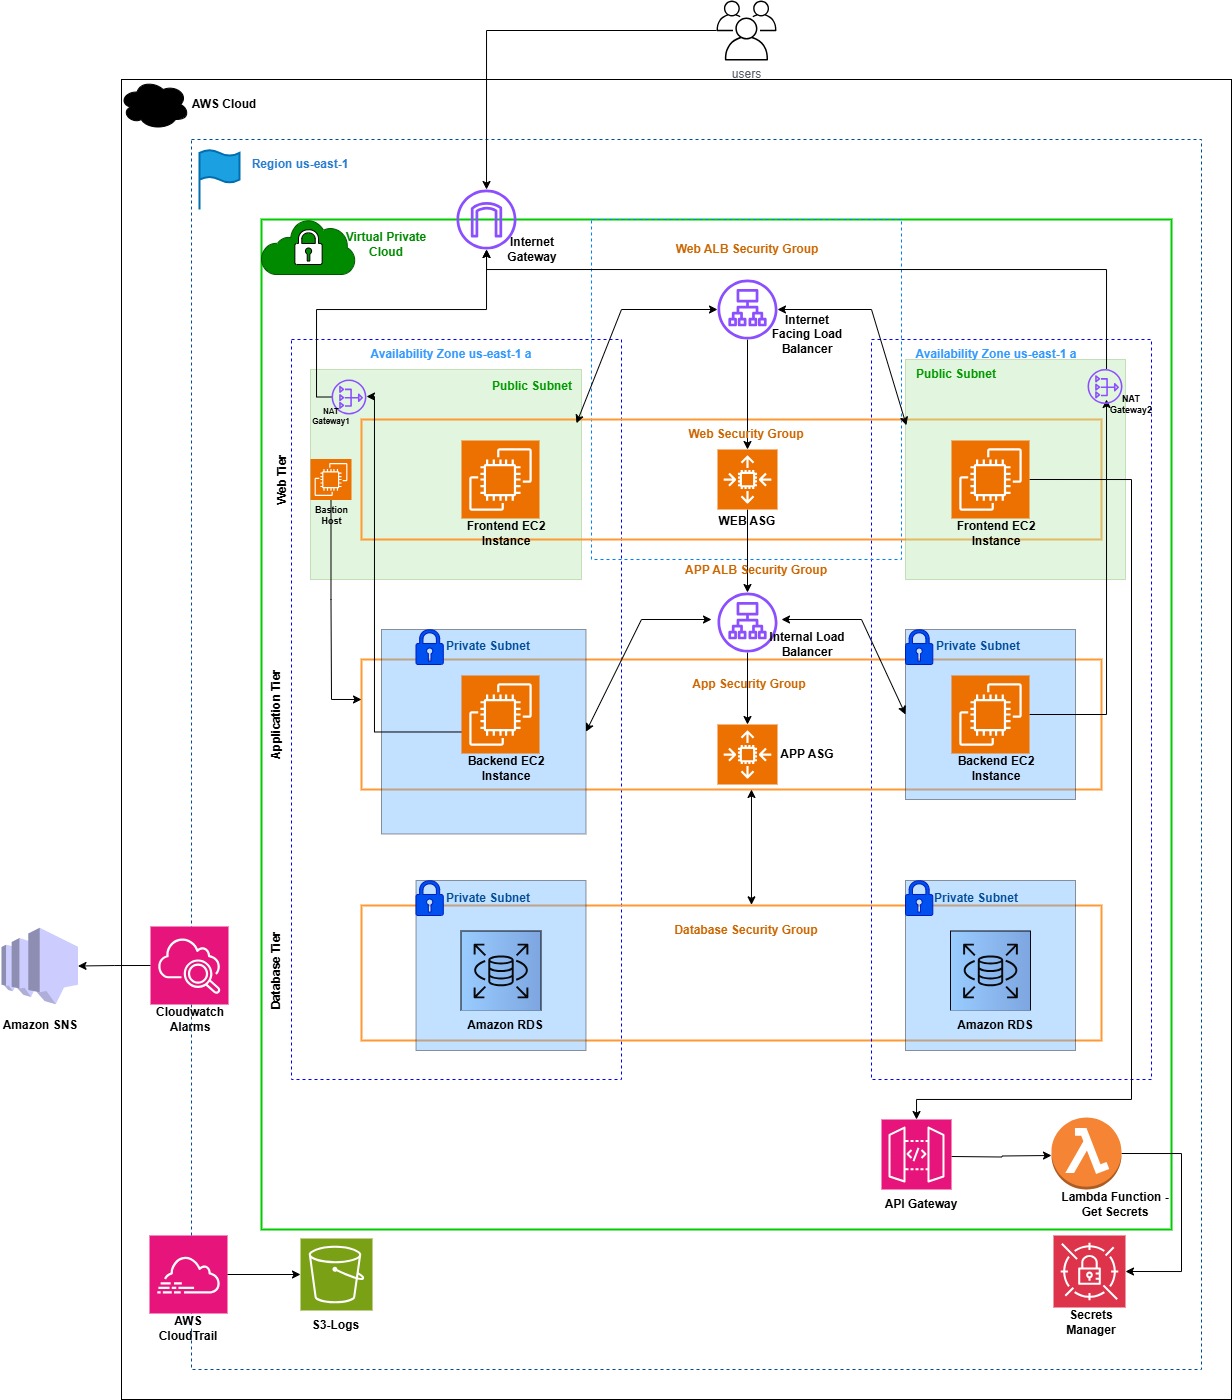 users
AWS Cloud
Region us-east-1
Virtual Private
Cloud
Internet
Gateway
Web ALB Security Group
Internet
Facing Load
Balancer
Availability Zone us-east-1 a
Availability Zone us-east-1 a
Public Subnet
Public Subnet
NAT
Gateway1
NAT
Gateway2
Web Tier
Web Security Group
Bastion
Host
Frontend EC2
Instance
WEB ASG
Frontend EC2
Instance
APP ALB Security Group
Internal Load
Balancer
Private Subnet
Private Subnet
Application Tier
App Security Group
Backend EC2
Instance
APP ASG
Backend EC2
Instance
Private Subnet
Private Subnet
Database Tier
Database Security Group
Amazon RDS
Amazon RDS
Amazon SNS
Cloudwatch
Alarms
API Gateway
Lambda Function -
Get Secrets
AWS
CloudTrail
S3-Logs
Secrets
Manager